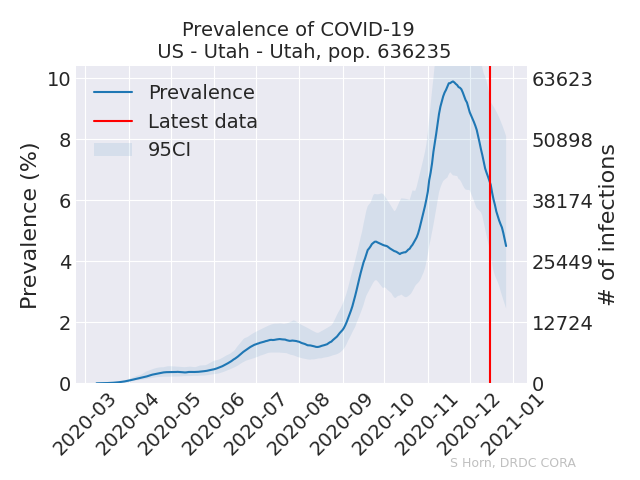 Prevalence of COVID-19
US - Utah - Utah, pop. 636235
Prevalence (%)
10
8
6
4
2
0
Prevalence
Latest data
95CI
63623
50898
38174
25449
12724
0
# of infections
2020-03
2020-04
2020-05
2020-06
2020-07
2020-08
2020-09
2020-10
2020-11
2020-12
2021-01
S Horn, DRDC CORA